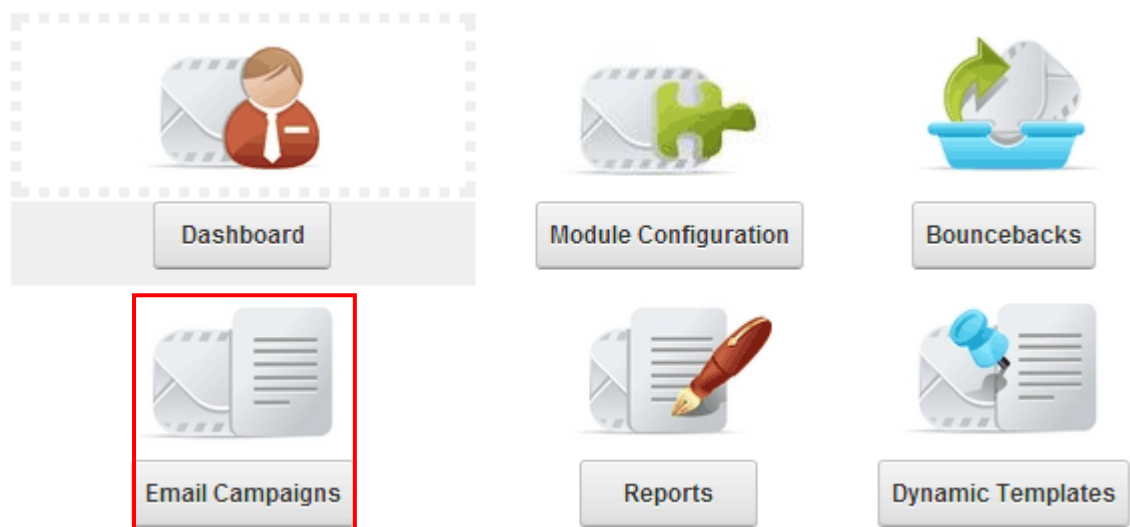 Dashboard
Module Configuration
Bouncebacks
Email Campaigns
Reports
Dynamic Templates